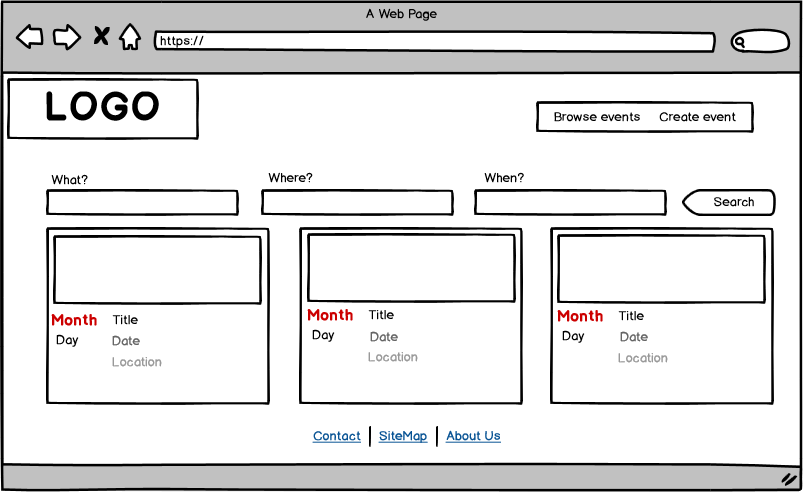 A Web Page
https://
LOGO
Browse events Create event
What? Where? When?
Search
Month Title
Day Date
Location
Month Title
Day Date
Location
Month Title
Day Date
Location
Contact | SiteMap | About Us